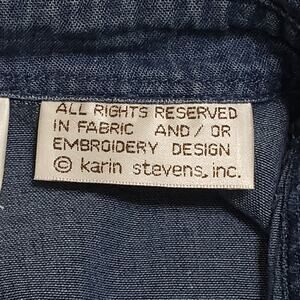 ALL RIGHTS RESERVED
IN FABRIC AND / OR
EMBROIDERY DESIGN
© karin stevens, inc.